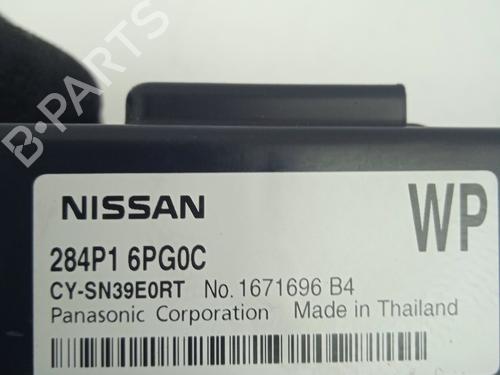 B-PARTS
NISSAN
WP
284P1 6PG0C
CY-SN39E0RT No. 1671696 B4
Panasonic Corporation Made in Thailand